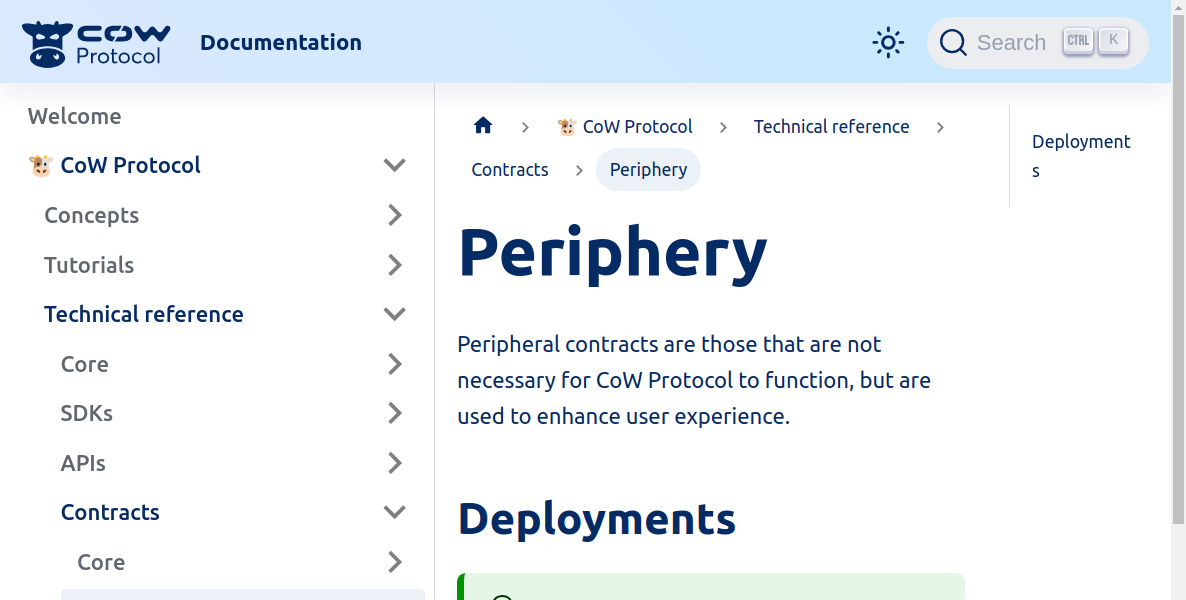 COW
Protocol
Documentation
Search CTRL K
Welcome
CoW Protocol
Concepts
Tutorials
Technical reference
Core
SDKs
APIs
Contracts
Core
CoW Protocol
Technical reference
Contracts
Periphery
Periphery
Peripheral contracts are those that are not
necessary for CoW Protocol to function, but are
used to enhance user experience.
Deployments
Deployment
s